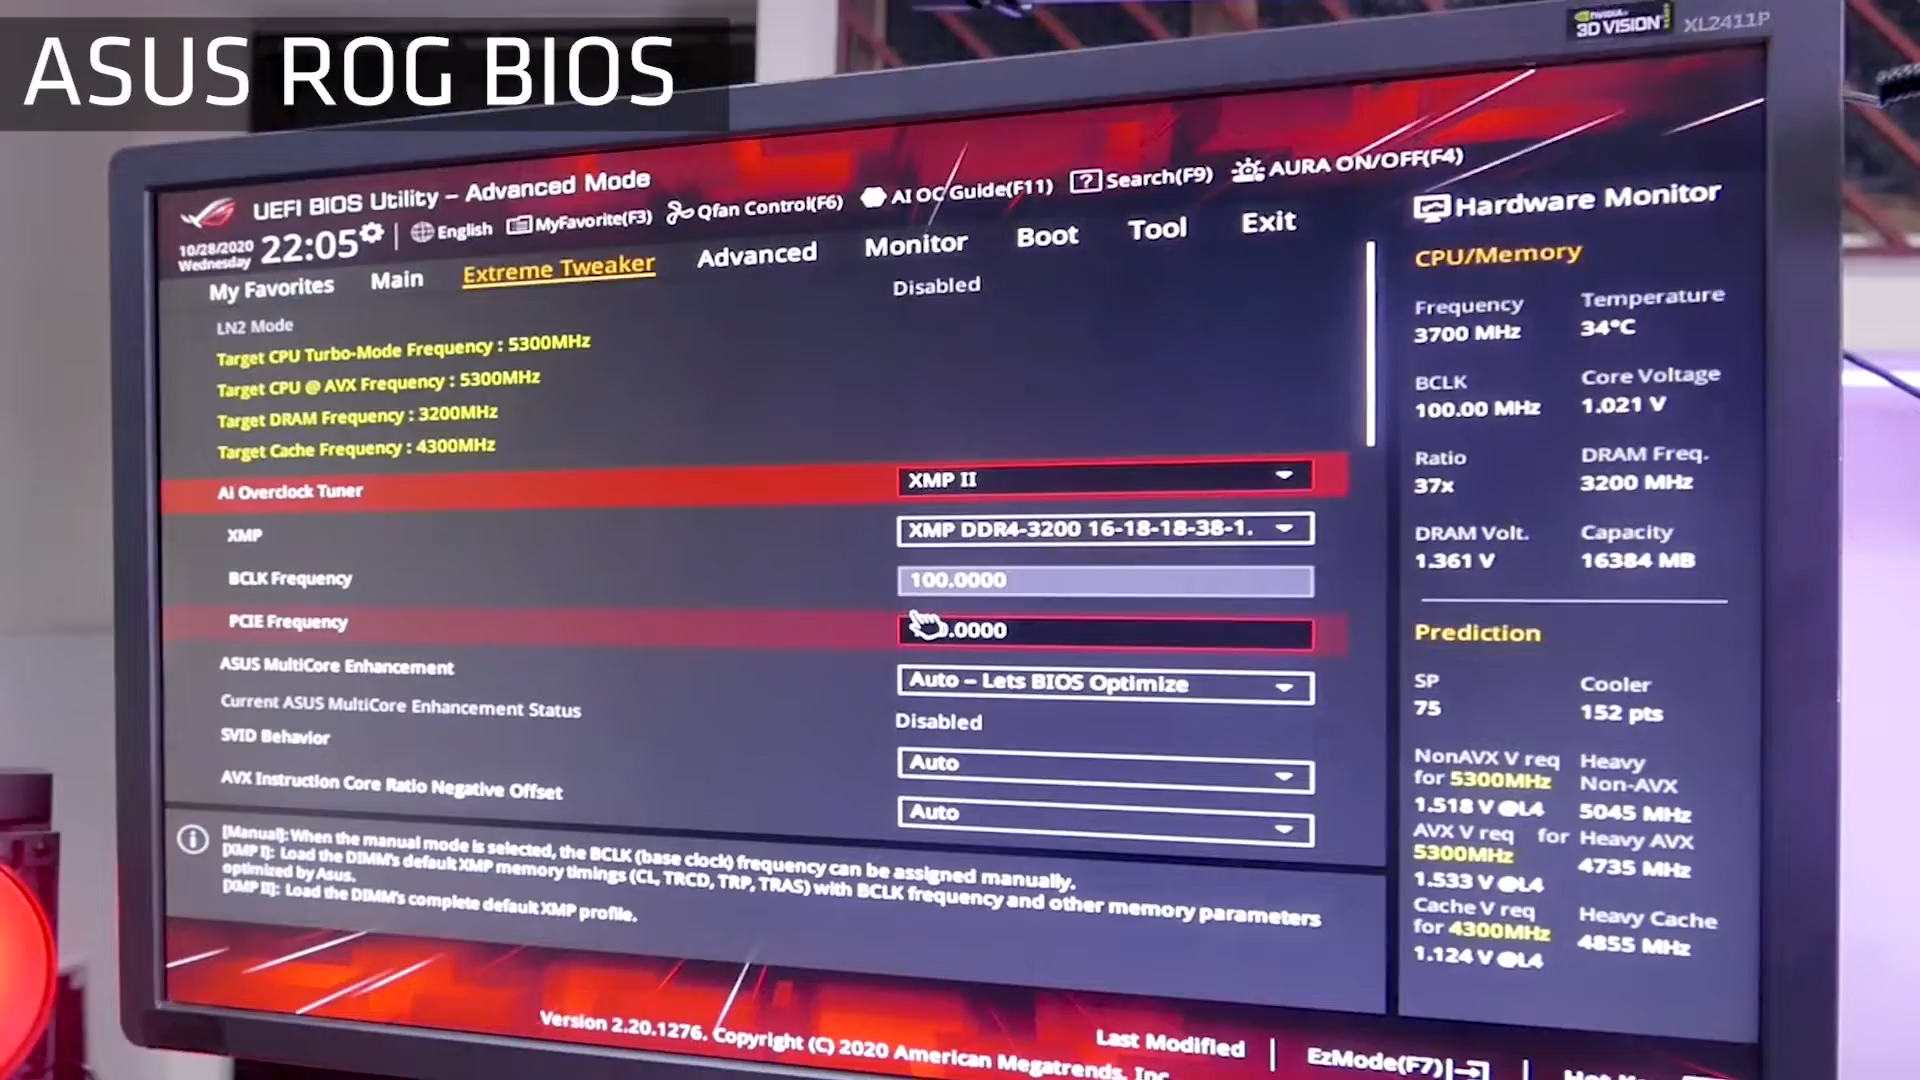 ASUS ROG BIOS
NVIDIA
3D VISION
XL2411P
UEFI BIOS Utility – Advanced Mode
10/28/2020
Wednesday
22:05
English
MyFavorite(F3)
Qfan Control(F6)
AI OC Guide(F11)
Search(F9)
AURA ON/OFF(F4)
My Favorites
Main
Extreme Tweaker
Advanced
Monitor
Boot
Tool
Exit
LN2 Mode
Disabled
Target CPU Turbo-Mode Frequency : 5300MHz
Target CPU @ AVX Frequency : 5300MHz
Target DRAM Frequency : 3200MHz
Target Cache Frequency : 4300MHz
Ai Overclock Tuner
XMP II
XMP
XMP DDR4-3200 16-18-18-38-1.
BCLK Frequency
100.0000
PCIE Frequency
.0000
ASUS MultiCore Enhancement
Auto – Lets BIOS Optimize
Current ASUS MultiCore Enhancement Status
Disabled
SVID Behavior
Auto
AVX Instruction Core Ratio Negative Offset
Auto
[Manual]: When the manual mode is selected, the BCLK (base clock) frequency can be assigned manually.
[XMP I]: Load the DIMM's default XMP memory timings (CL, TRCD, TRP, TRAS) with BCLK frequency and other memory parameters
optimized by Asus.
[XMP II]: Load the DIMM's complete default XMP profile.
Hardware Monitor
CPU/Memory
Frequency
Temperature
3700 MHz
34°C
BCLK
Core Voltage
100.00 MHz
1.021 V
Ratio
DRAM Freq.
37x
3200 MHz
DRAM Volt.
Capacity
1.361 V
16384 MB
Prediction
SP
Cooler
75
152 pts
NonAVX V req
for 5300MHz
Heavy
Non-AVX
1.518 V @L4
5045 MHz
AVX V req for
5300MHz
Heavy AVX
1.533 V @L4
4735 MHz
Cache V req
for 4300MHz
Heavy Cache
1.124 V @L4
4855 MHz
Version 2.20.1276. Copyright (C) 2020 American Megatrends, Inc
Last Modified
EzMode(F7)